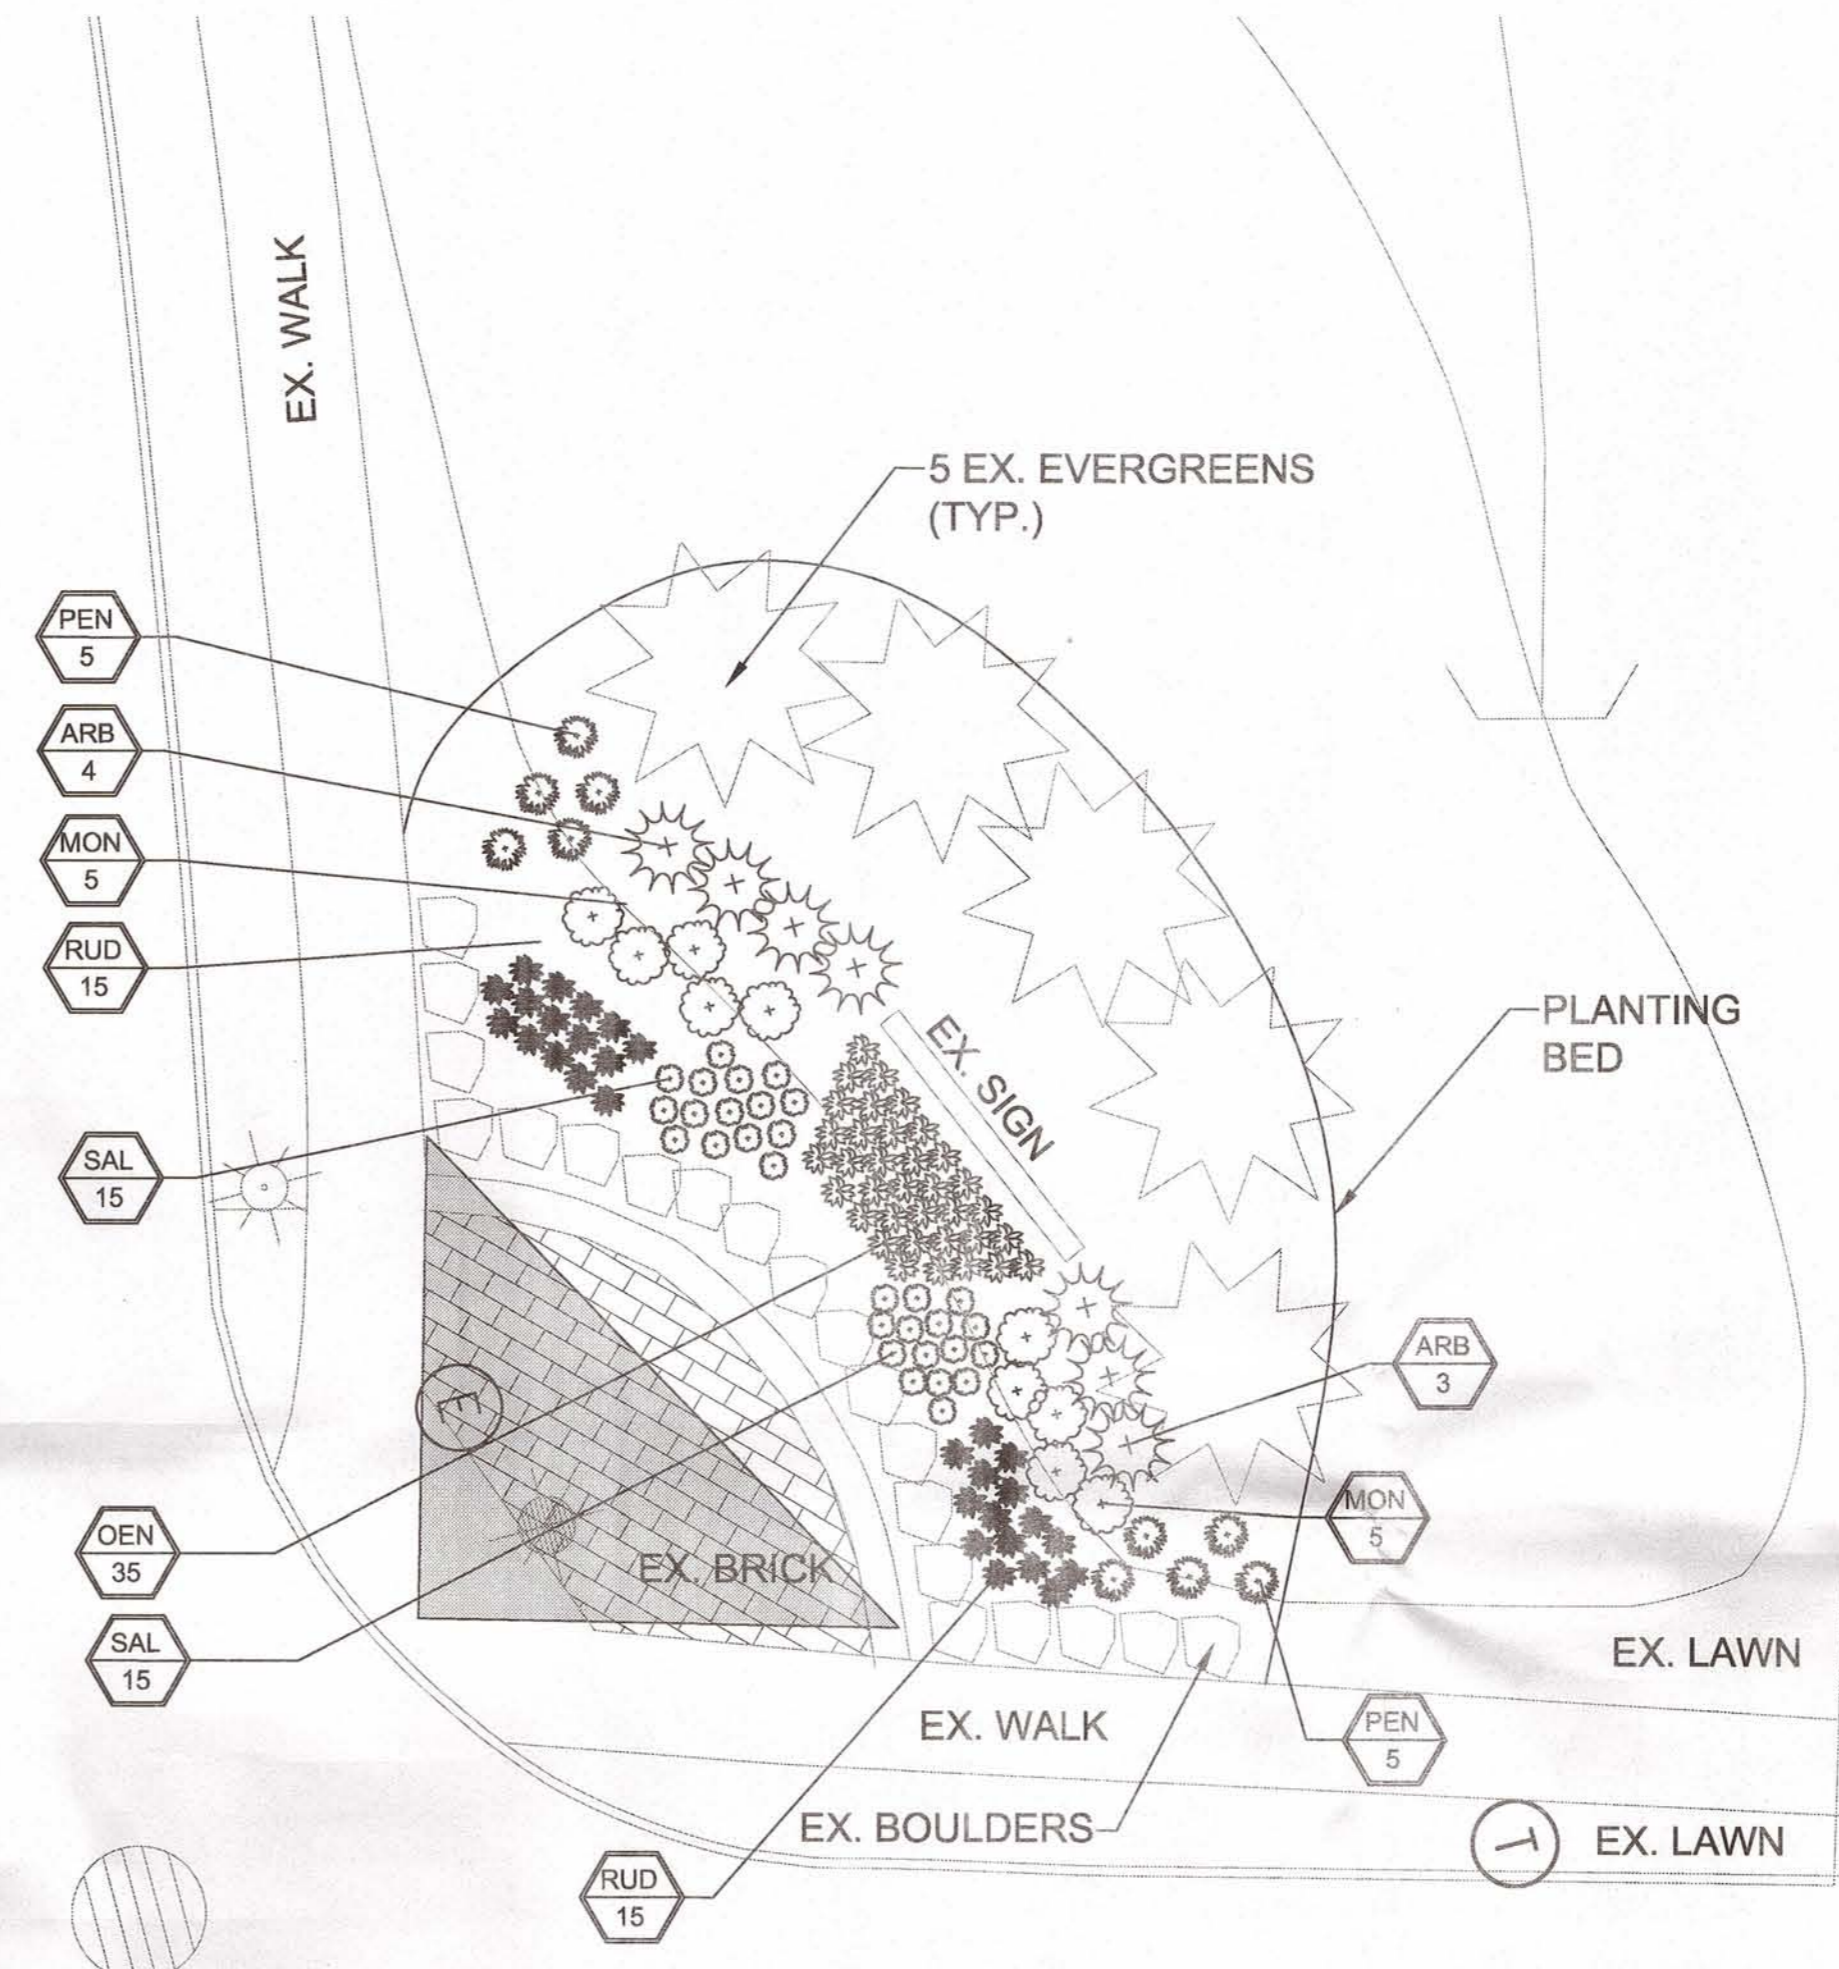 EX. WALK
5 EX. EVERGREENS
(TYP.)
PEN
5
ARB
4
MON
5
RUD
15
SAL
15
EX. SIGN
PLANTING
BED
ARB
3
E
MON
5
OEN
35
EX. BRICK
SAL
15
EX. LAWN
EX. WALK
PEN
5
EX. BOULDERS
T
EX. LAWN
RUD
15